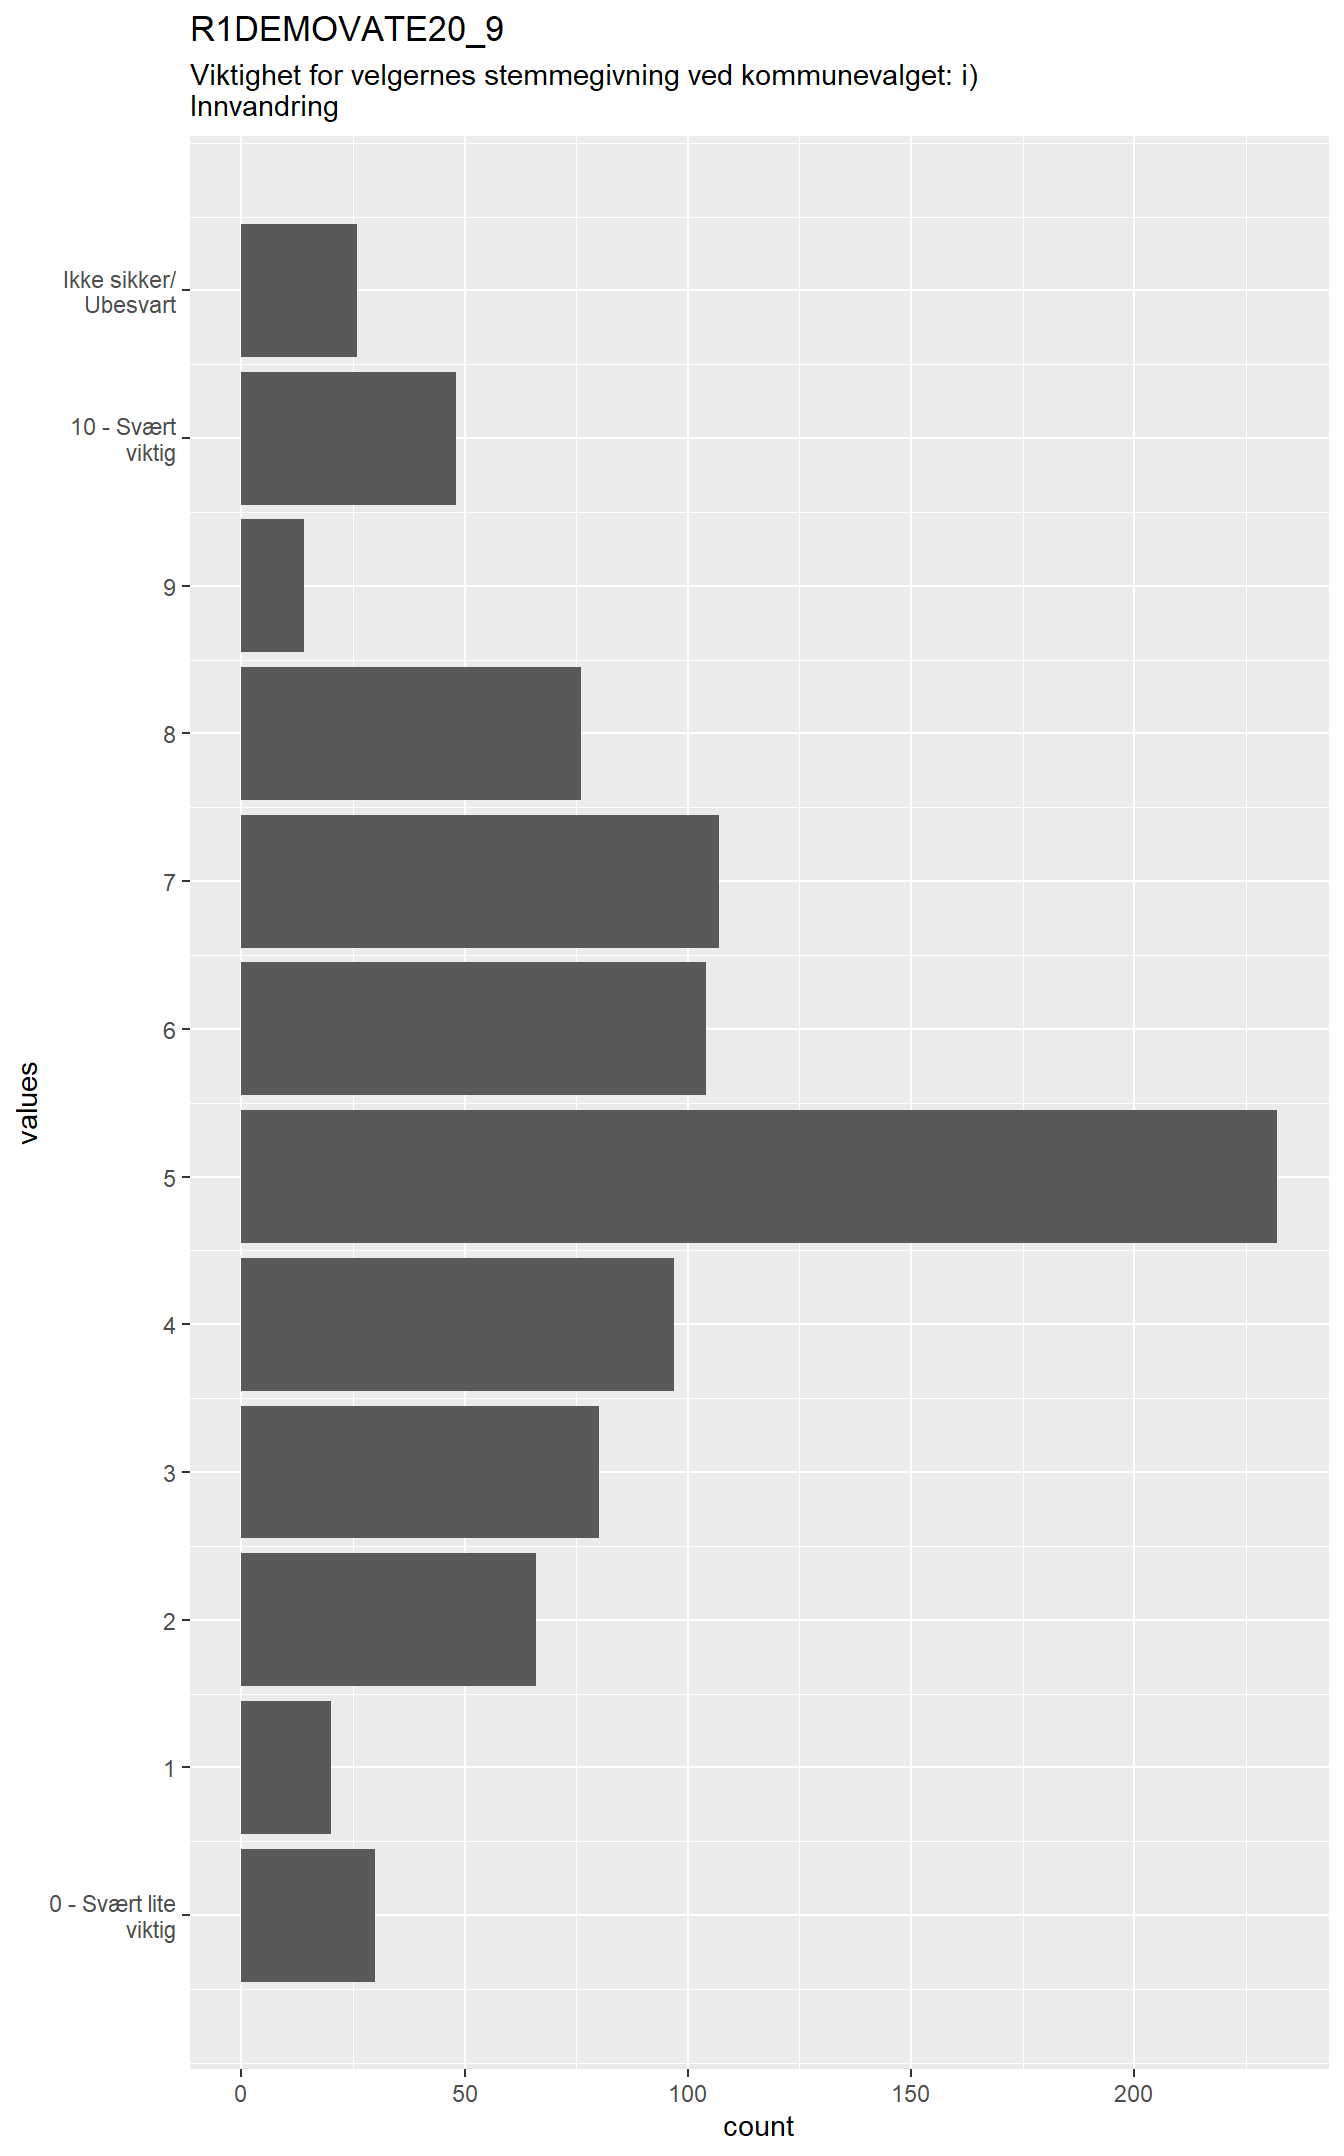 R1DEMOVATE20_9
Viktighet for velgernes stemmegivning ved kommunevalget: i)
Innvandring
Ikke sikker/
Ubesvart
10 - Svært
viktig
9
8
7
6
values
5
4
3
2
1
0 - Svært lite
viktig
0 50 100 150 200
count